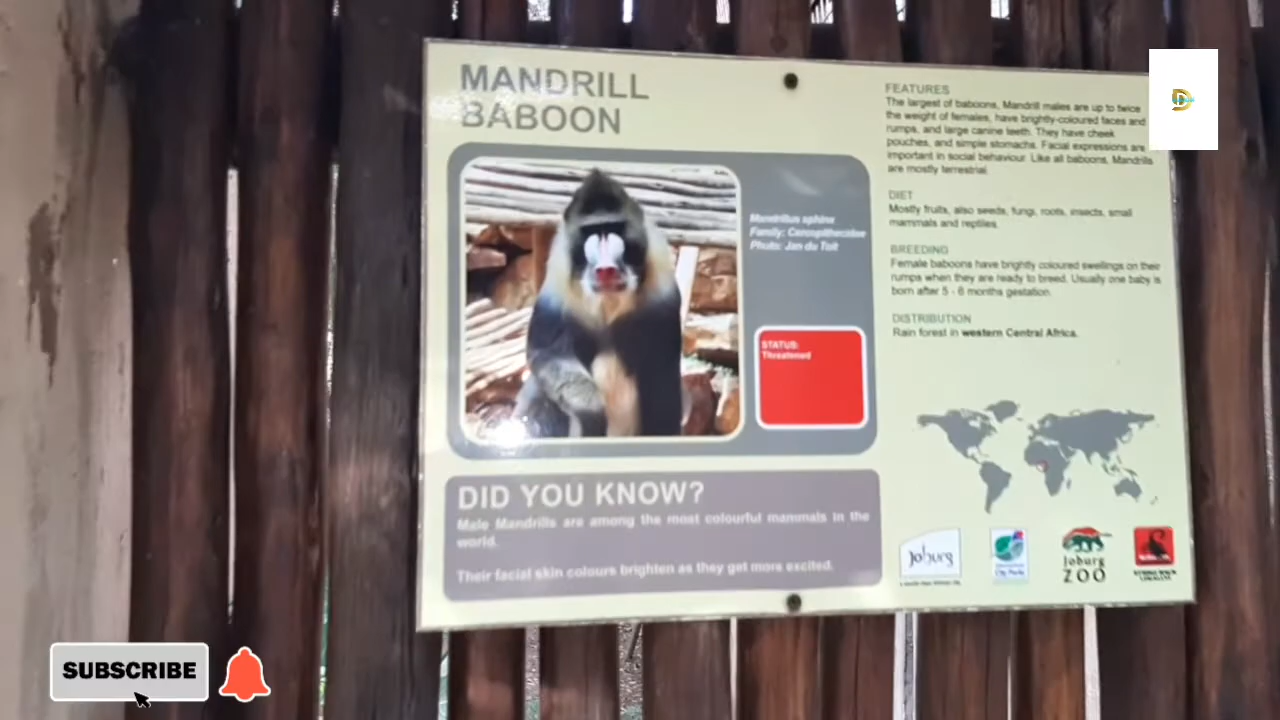 MANDRILL
BABOON
Mandrillus sphinx
Family: Cercopithecidae
Photo: Jan du Toit
STATUS:
Threatened
DID YOU KNOW?
Male Mandrills are among the most colourful mammals in the
world.
Their facial skin colours brighten as they get more excited.
FEATURES
The largest of baboons, Mandrill males are up to twice
the weight of females, have brightly-coloured faces and
rumps, and large canine teeth. They have cheek
pouches, and simple stomachs. Facial expressions are
important in social behaviour. Like all baboons, Mandrills
are mostly terrestrial.
DIET
Mostly fruits, also seeds, fungi, roots, insects, small
mammals and reptiles.
BREEDING
Female baboons have brightly coloured swellings on their
rumps when they are ready to breed. Usually one baby is
born after 5 - 6 months gestation.
DISTRIBUTION
Rain forest in western Central Africa.
Joburg
City Parks
Joburg
ZOO
SUBSCRIBE